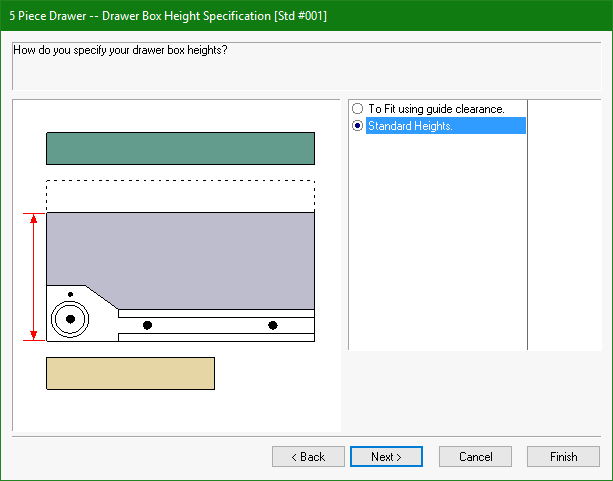 5 Piece Drawer -- Drawer Box Height Specification [Std #001]
How do you specify your drawer box heights?
To Fit using guide clearance.
Standard Heights.
< Back
Next >
Cancel
Finish